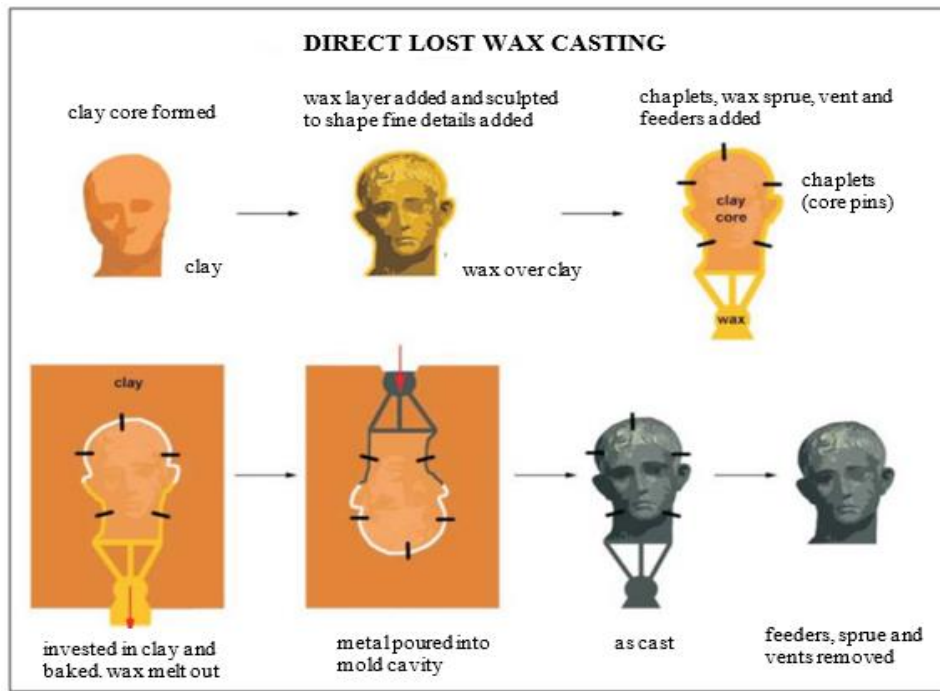 DIRECT LOST WAX CASTING
clay core formed
wax layer added and sculpted
to shape fine details added
chaplets, wax sprue, vent and
feeders added
clay
wax over clay
clay
core
chaplets
(core pins)
wax
clay
invested in clay and
baked. wax melt out
metal poured into
mold cavity
as cast
feeders, sprue and
vents removed